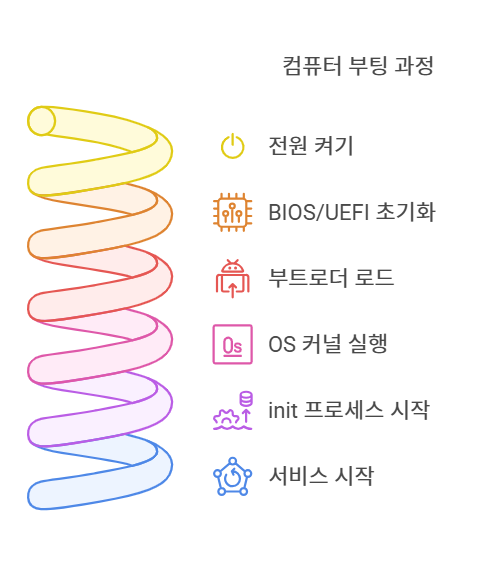 컴퓨터 부팅 과정
전원 켜기
BIOS/UEFI 초기화
부트로더 로드
Os
OS 커널 실행
init 프로세스 시작
서비스 시작